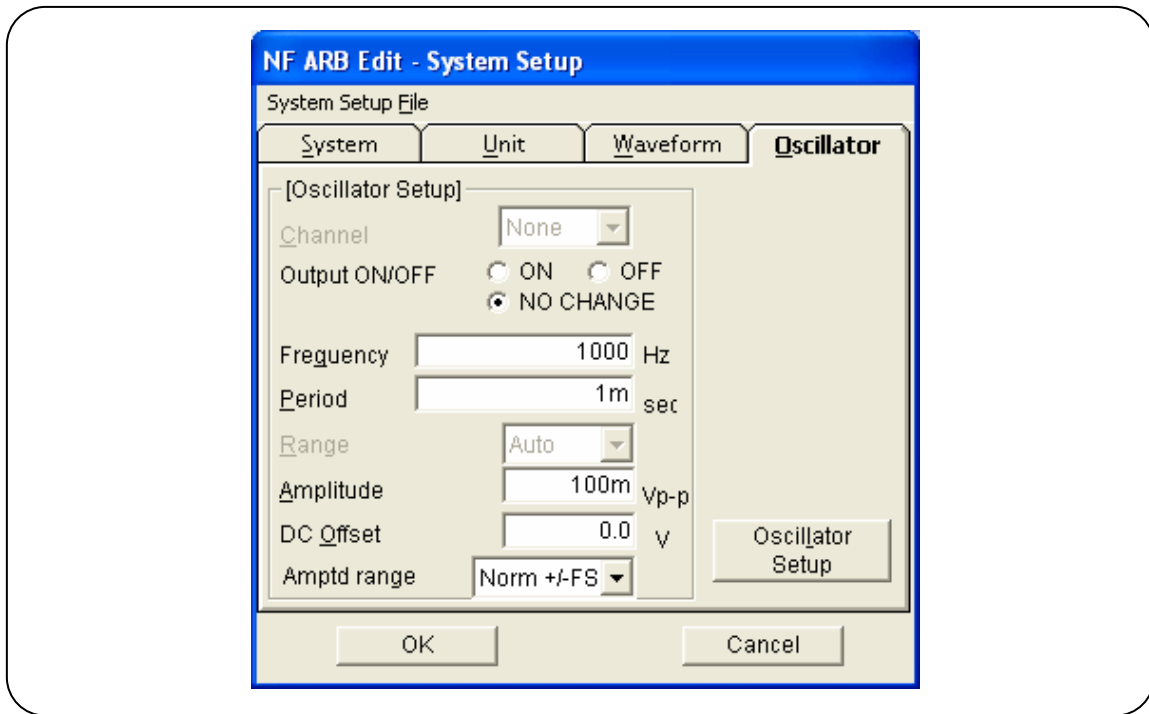 NF ARB Edit - System Setup
System Setup File
System Unit Waveform Oscillator
[Oscillator Setup]
Channel None
Output ON/OFF ON OFF
NO CHANGE
Freguency 1000 Hz
Period 1m sec
Range Auto
Amplitude 100m Vp-p
DC Offset 0.0 V
Amptd range Norm +/-FS
Oscillator
Setup
OK Cancel